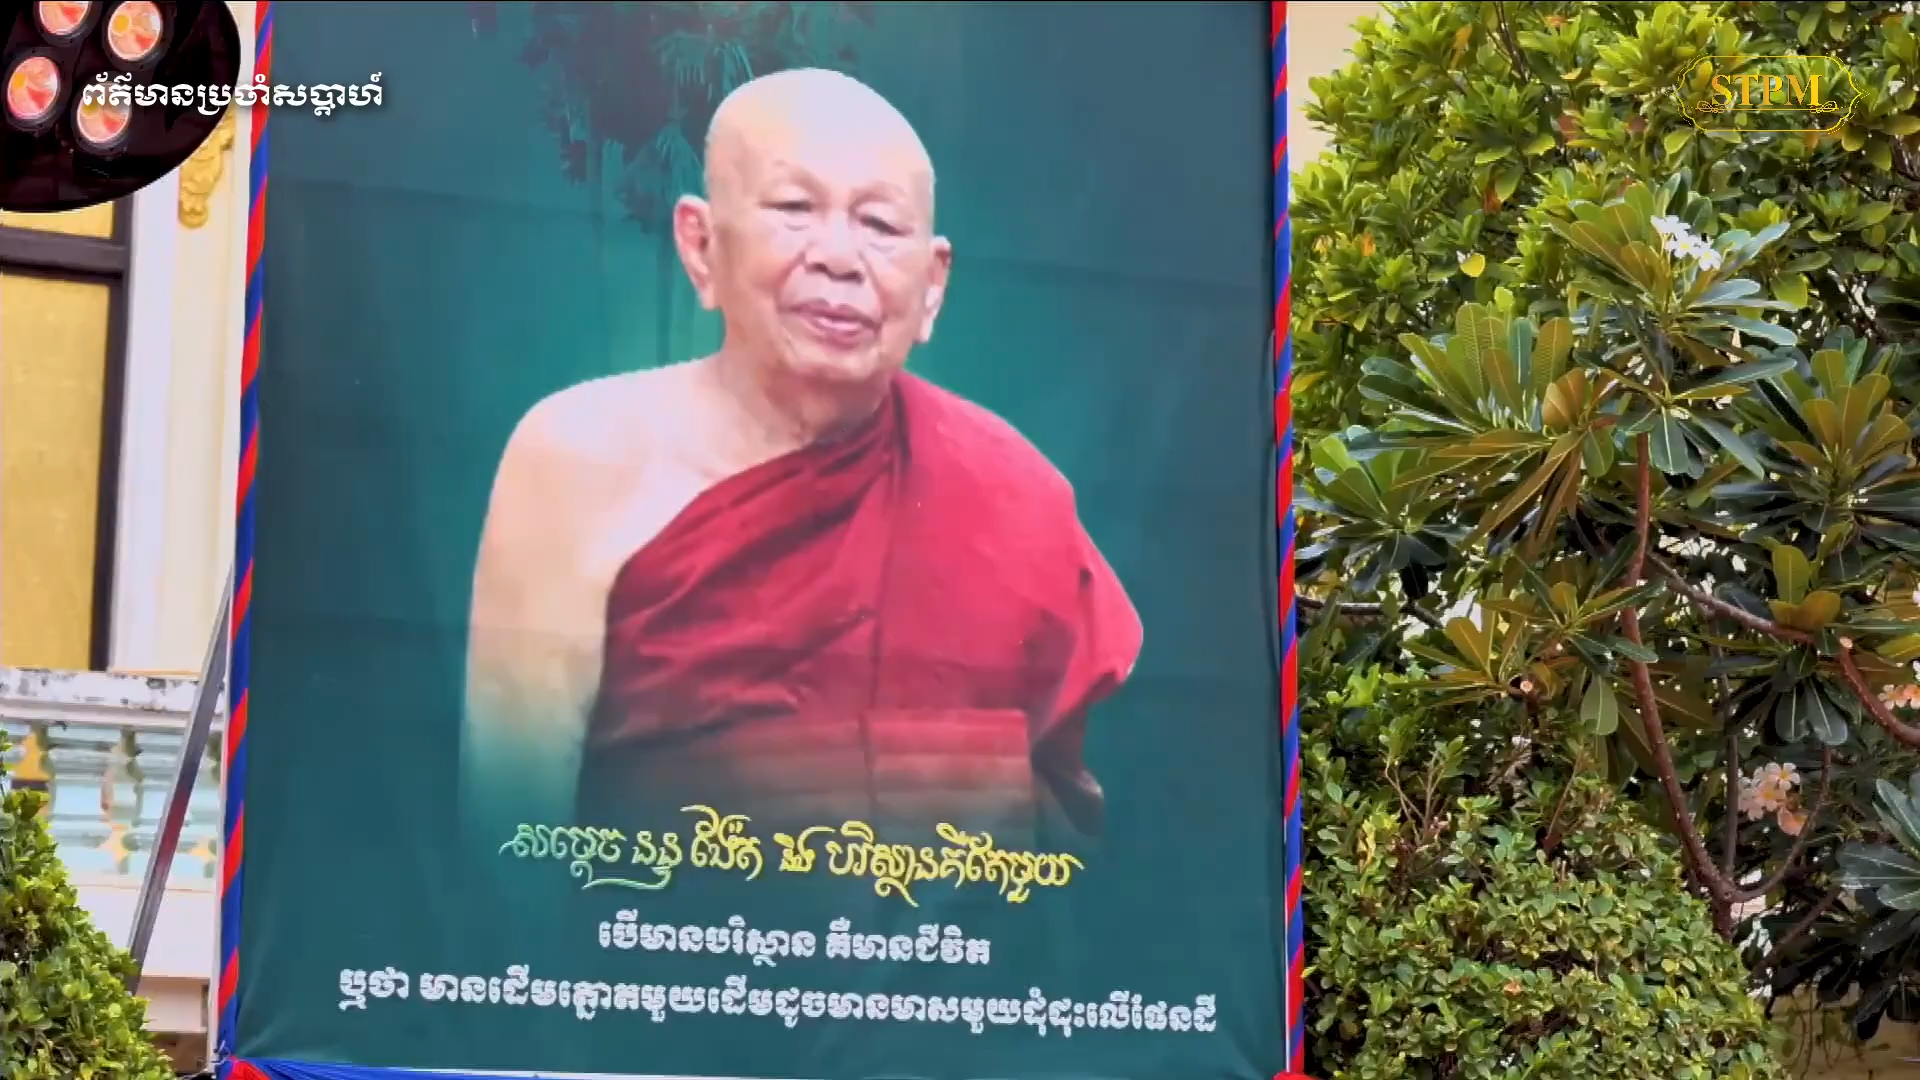 ព័ត៌មានប្រចាំសប្ដាហ៍
STPM
សម្ដេច នន្ទ ង៉ែត ៖ បរិស្ថានគឺតែមួយ
បើមានបរិស្ថាន គឺមានជីវិត
ឬថា មានដើមត្នោតមួយដើមដូចមានមាសមួយជុំជុះលើផែនដី